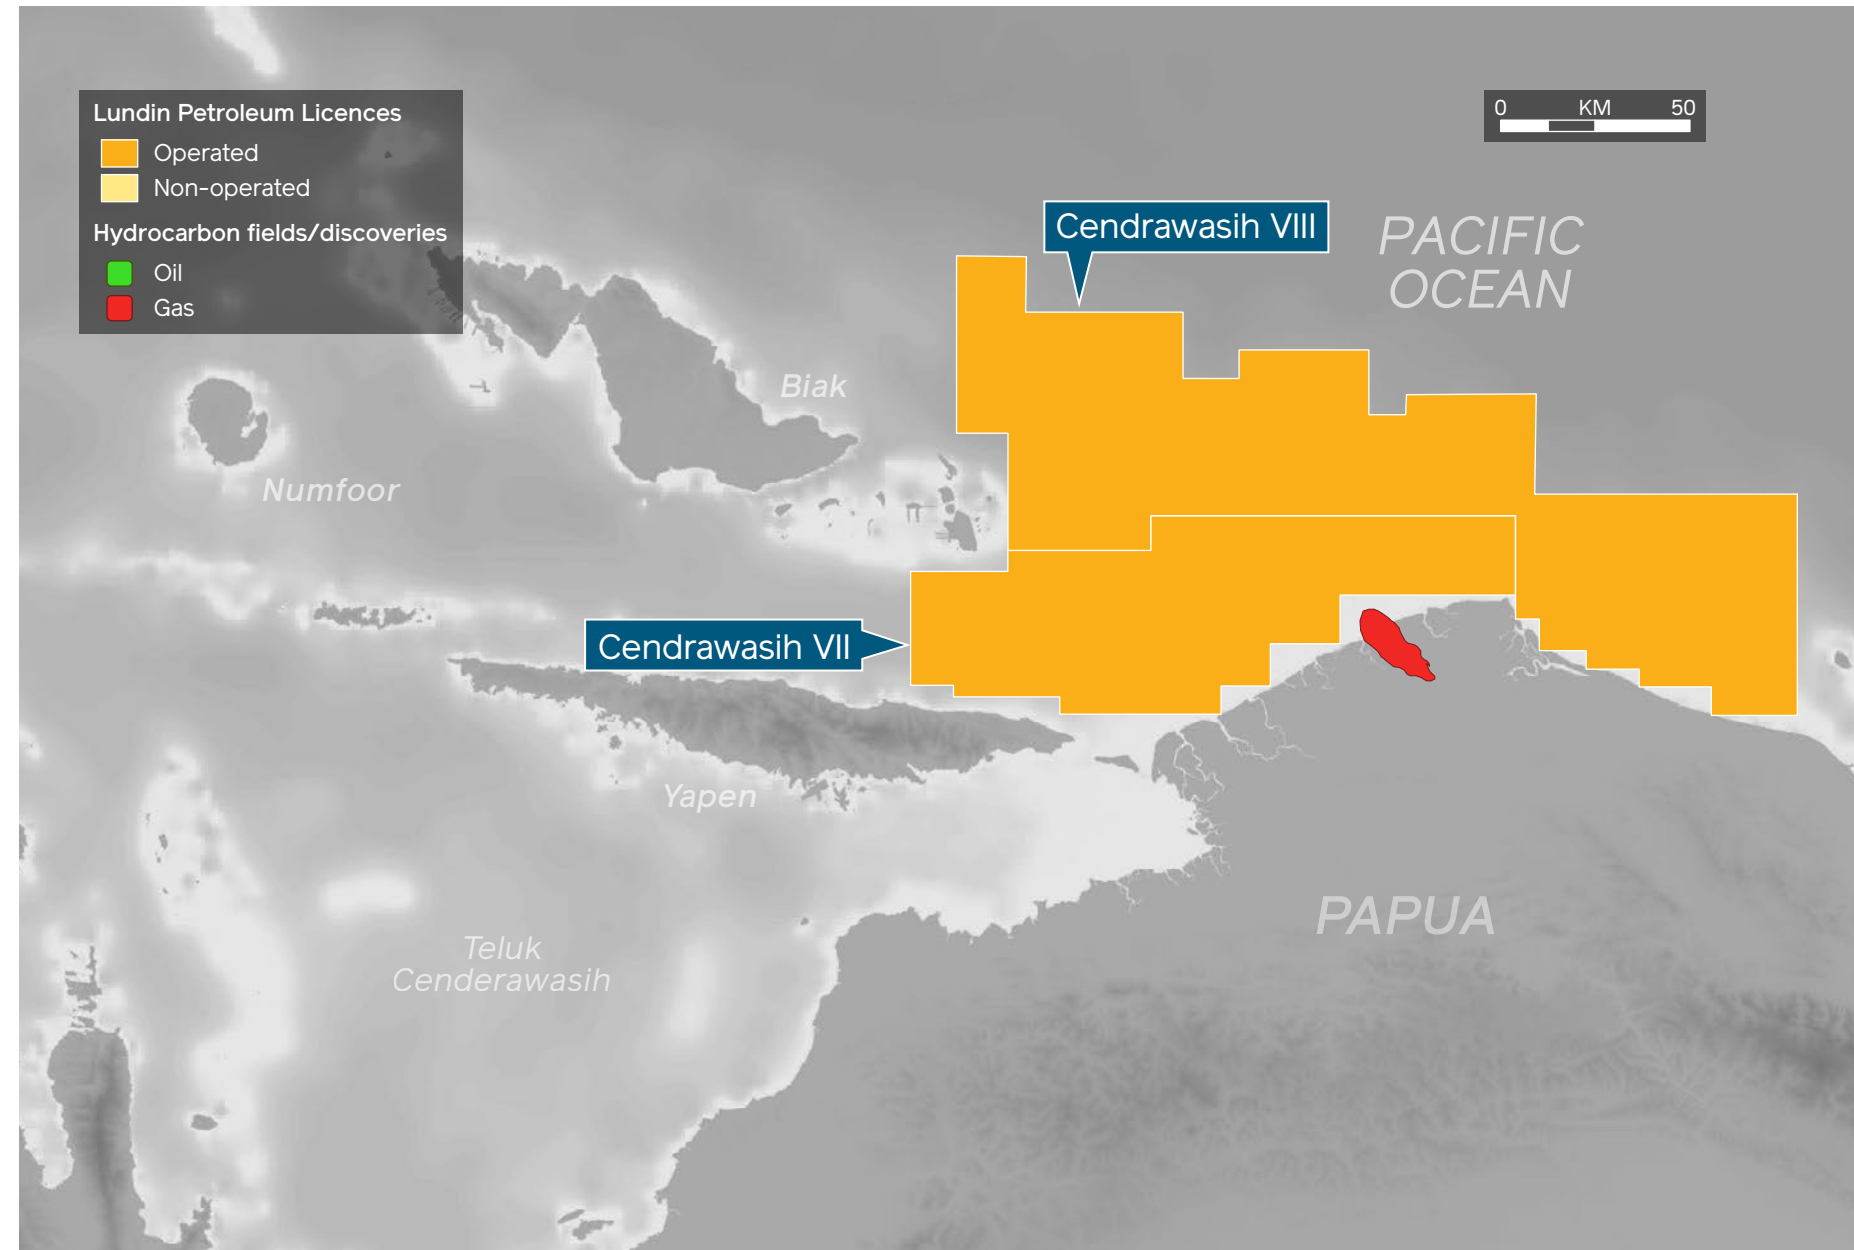 Lundin Petroleum Licences
Operated
Non-operated
Hydrocarbon fields/discoveries
Oil
Gas
0 KM 50
Cendrawasih VIII
PACIFIC
OCEAN
Biak
Numfoor
Cendrawasih VII
Yapen
PAPUA
Teluk
Cenderawasih